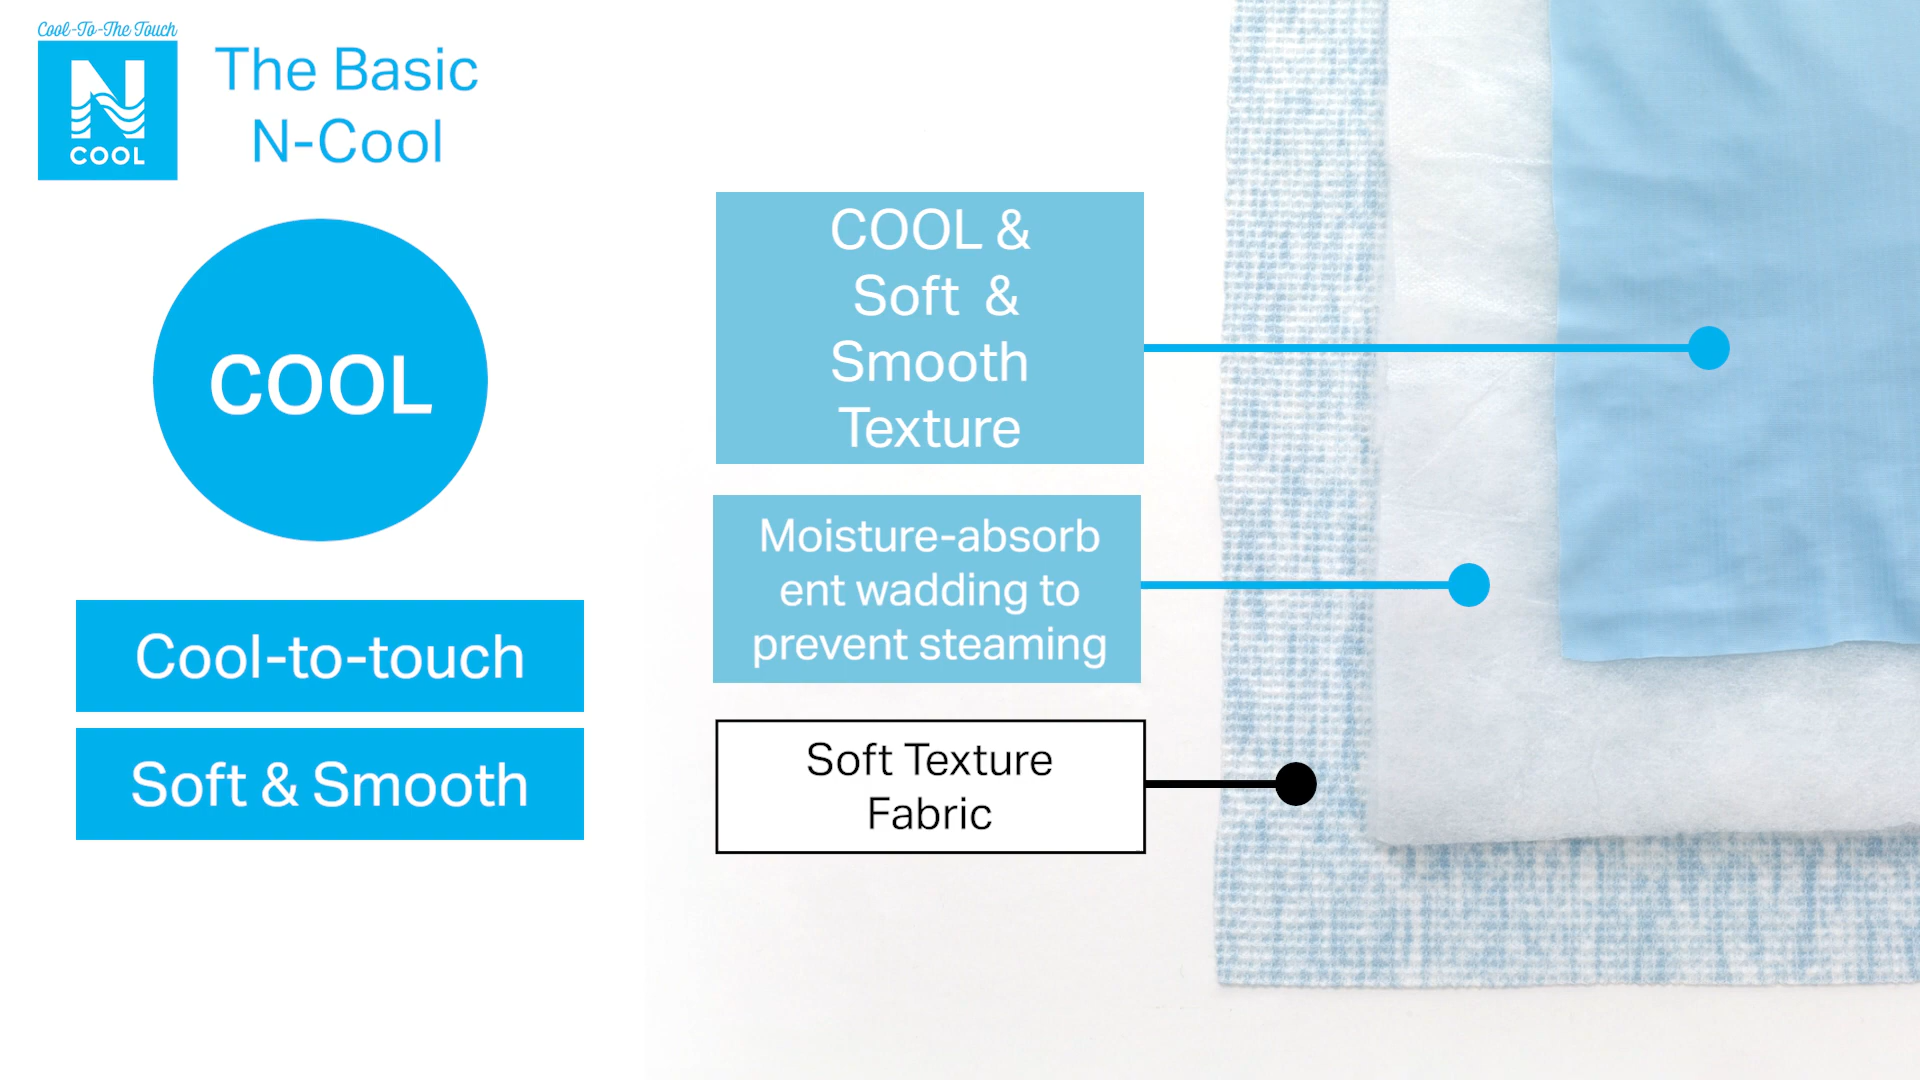 Cool-To-The Touch
N
COOL
The Basic
N-Cool
COOL
Cool-to-touch
Soft & Smooth
COOL &
Soft &
Smooth
Texture
Moisture-absorb
ent wadding to
prevent steaming
Soft Texture
Fabric